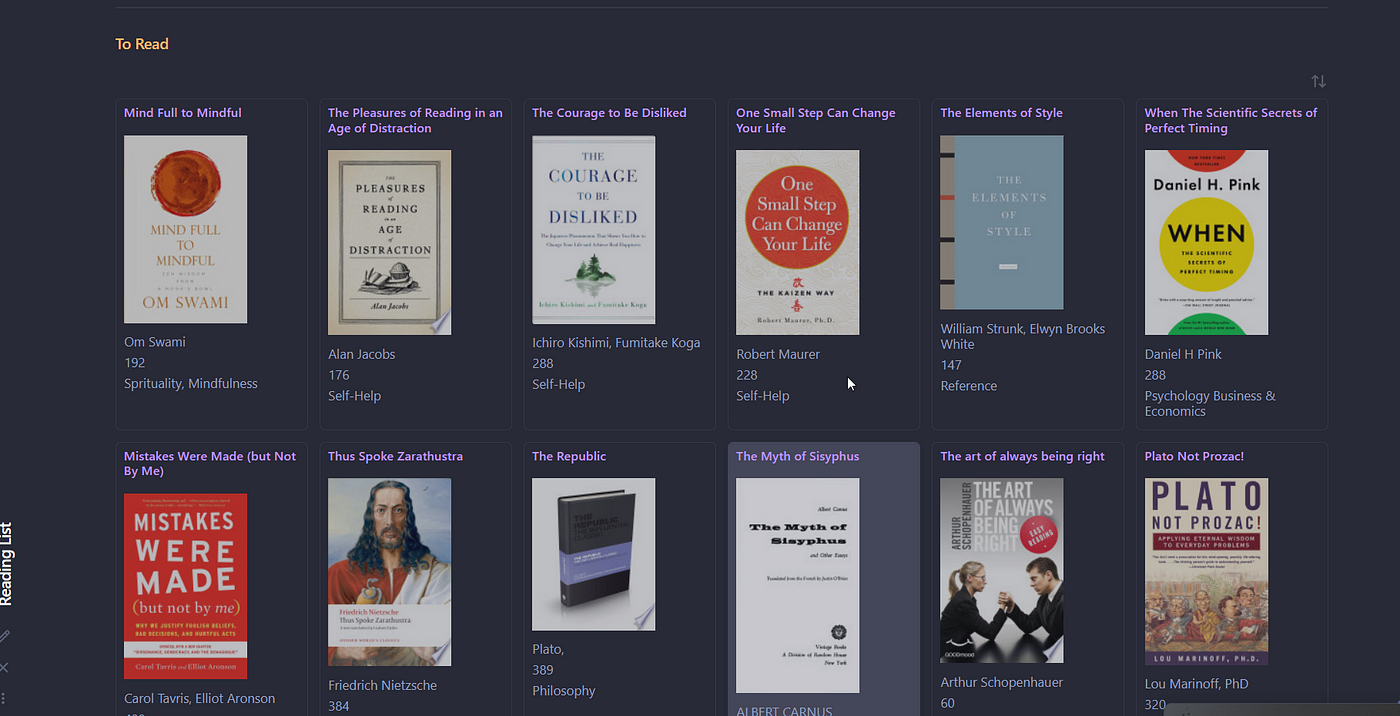 To Read
Mind Full to Mindful
MIND FULL
TO
MINDFUL
ZEN WISDOM
FROM
A MONK'S BOWL
OM SWAMI
Om Swami
192
Sprituality, Mindfulness
The Pleasures of Reading in an
Age of Distraction
THE
PLEASURES
OF
READING
in an
AGE
OF
DISTRACTION
Alan Jacobs
Alan Jacobs
176
Self-Help
The Courage to Be Disliked
THE
COURAGE
TO BE
DISLIKED
The Japanese Phenomenon That Shows You How to
Change Your Life and Achieve Real Happiness
Ichiro Kishimi and Fumitake Koga
Ichiro Kishimi, Fumitake Koga
288
Self-Help
One Small Step Can Change
Your Life
One
Small Step
Can Change
Your Life
THE KAIZEN WAY
改
善
Robert Maurer, Ph.D.
Robert Maurer
228
Self-Help
The Elements of Style
THE
ELEMENTS
OF
STYLE
William Strunk, Elwyn Brooks
White
147
Reference
When The Scientific Secrets of
Perfect Timing
NEW YORK TIMES
BESTSELLER
Daniel H. Pink
WHEN
THE SCIENTIFIC
SECRETS OF
PERFECT TIMING
Daniel H Pink
288
Psychology Business &
Economics
Mistakes Were Made (but Not
By Me)
MISTAKES
WERE
MADE
(but not by me)
WHY WE JUSTIFY FOOLISH BELIEFS,
BAD DECISIONS, AND HURTFUL ACTS
Carol Tavris and Elliot Aronson
Carol Tavris, Elliot Aronson
Thus Spoke Zarathustra
Friedrich Nietzsche
Thus Spoke Zarathustra
OXFORD WORLD'S CLASSICS
Friedrich Nietzsche
384
The Republic
THE REPUBLIC
Plato,
389
Philosophy
The Myth of Sisyphus
Albert Camus
The Myth of
Sisyphus
and Other Essays
Translated from the French by Justin O'Brien
Vintage Books
A Division of Random House
New York
ALBERT CARNUS
The art of always being right
ARTHUR
SCHOPENHAUER
THE ART
OF ALWAYS
BEING
RIGHT
EASY
READING
GOODmood
Arthur Schopenhauer
60
Plato Not Prozac!
PLATO
NOT PROZAC!
APPLYING ETERNAL WISDOM
TO EVERYDAY PROBLEMS
LOU MARINOFF, PH.D.
Lou Marinoff, PhD
320
Reading List